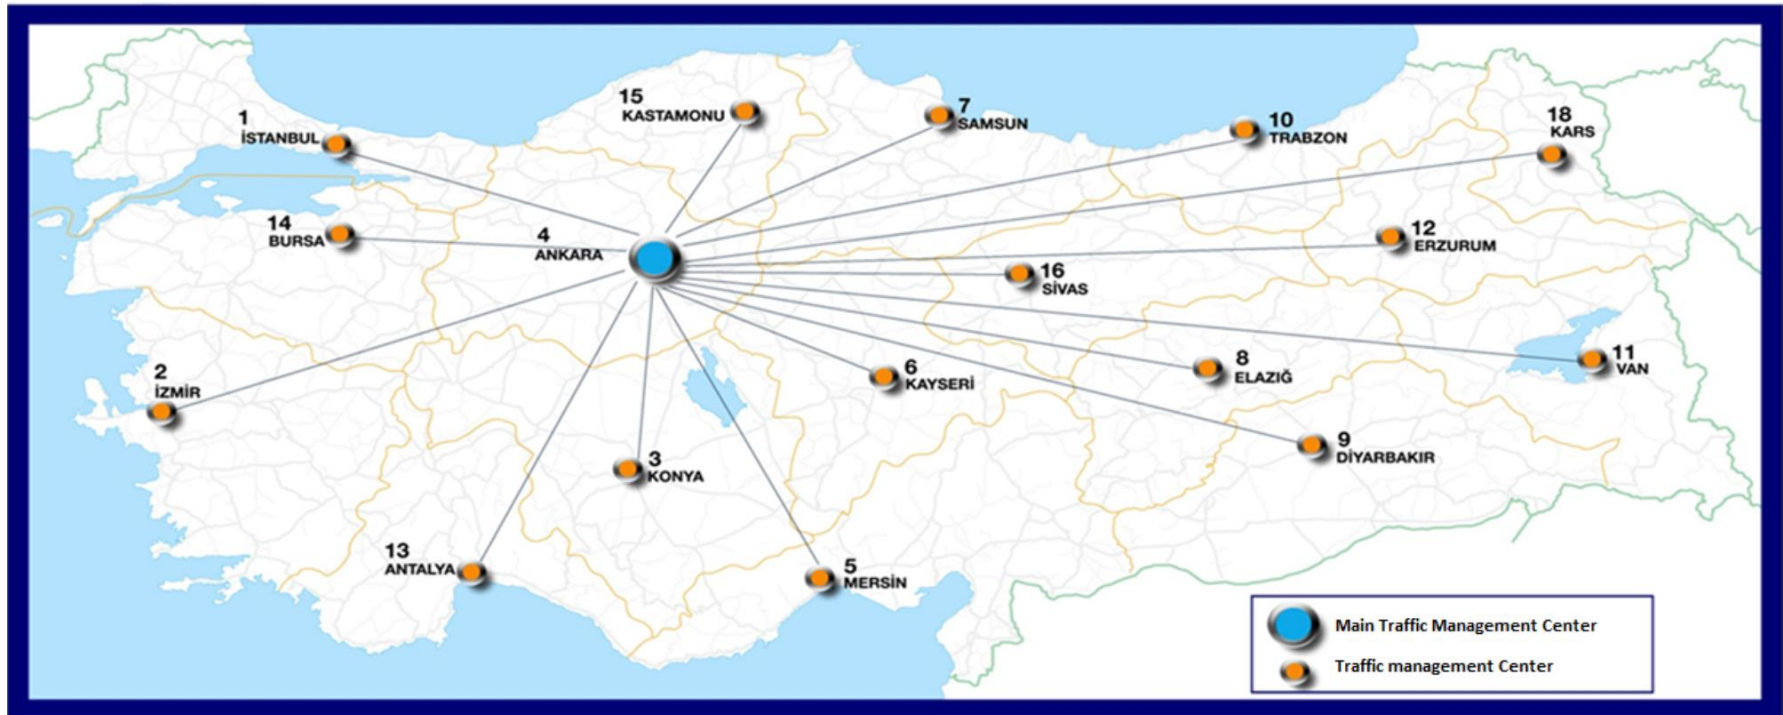 1
İSTANBUL
15
KASTAMONU
7
SAMSUN
10
TRABZON
18
KARS
14
BURSA
4
ANKARA
12
ERZURUM
16
SİVAS
2
İZMİR
6
KAYSERİ
8
ELAZIĞ
11
VAN
3
KONYA
9
DİYARBAKIR
13
ANTALYA
5
MERSİN
Main Traffic Management Center
Traffic management Center